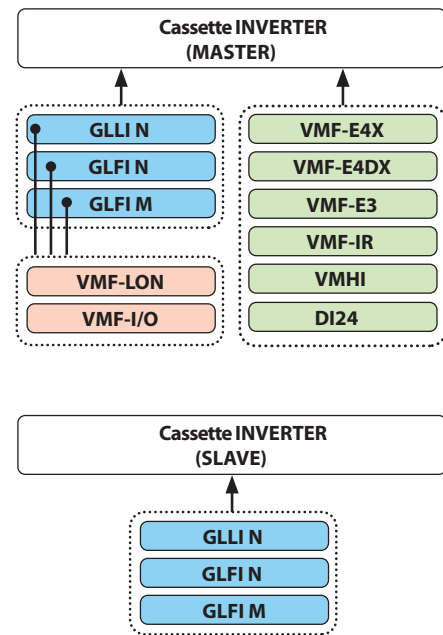 Cassette INVERTER
(MASTER)
GLLI N
GLFI N
GLFI M
VMF-LON
VMF-I/O
VMF-E4X
VMF-E4DX
VMF-E3
VMF-IR
VMHI
DI24
Cassette INVERTER
(SLAVE)
GLLI N
GLFI N
GLFI M